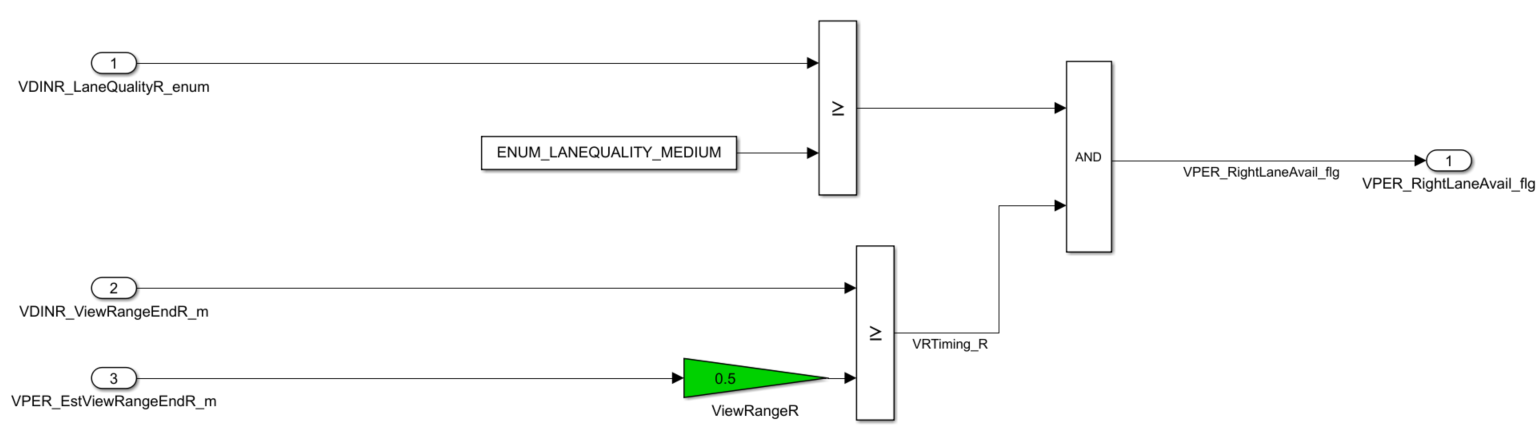 1
VDINR_LaneQualityR_enum
ENUM_LANEQUALITY_MEDIUM
≥
AND
VPER_RightLaneAvail_flg
1
VPER_RightLaneAvail_flg
2
VDINR_ViewRangeEndR_m
≥
VRTiming_R
3
VPER_EstViewRangeEndR_m
0.5
ViewRangeR